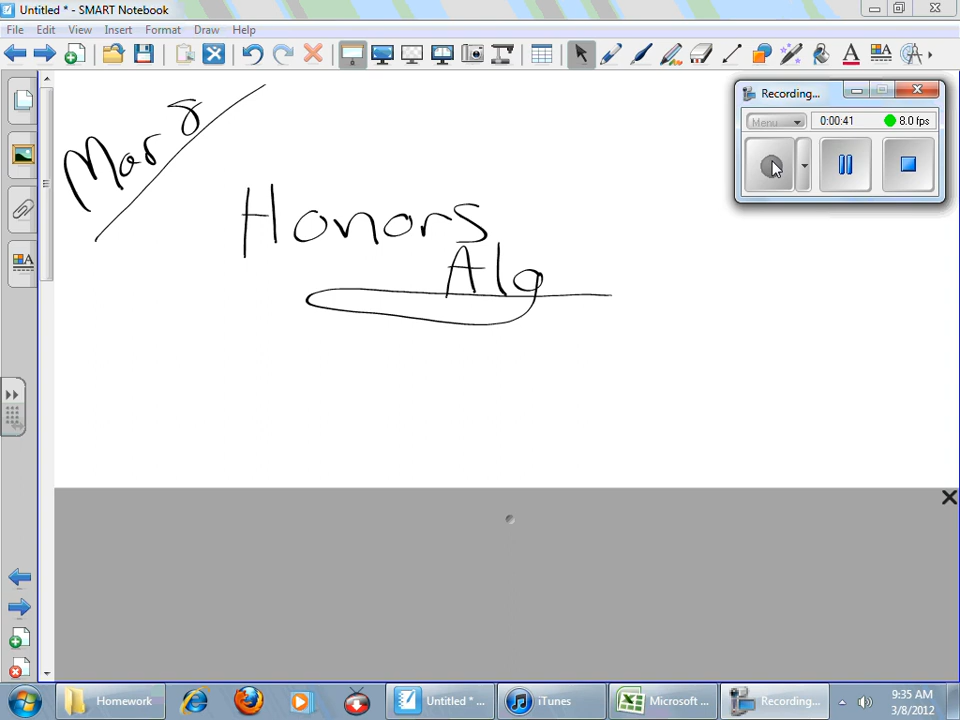 Untitled * - SMART Notebook
File Edit View Insert Format Draw Help
Recording...
Menu 0:00:41 8.0 fps
Mar 8
Honors
Alg
Homework Untitled * ... iTunes Microsoft ... Recording...
9:35 AM
3/8/2012